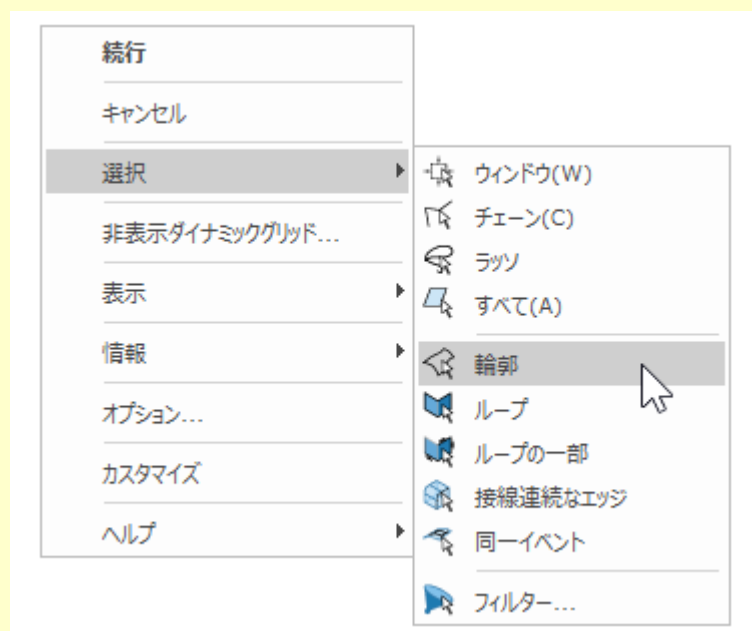 続行
キャンセル
選択
非表示ダイナミックグリッド...
表示
情報
オプション...
カスタマイズ
ヘルプ
ウィンドウ(W)
チェーン(C)
ラッソ
すべて(A)
輪郭
ループ
ループの一部
接線連続なエッジ
同一イベント
フィルター...